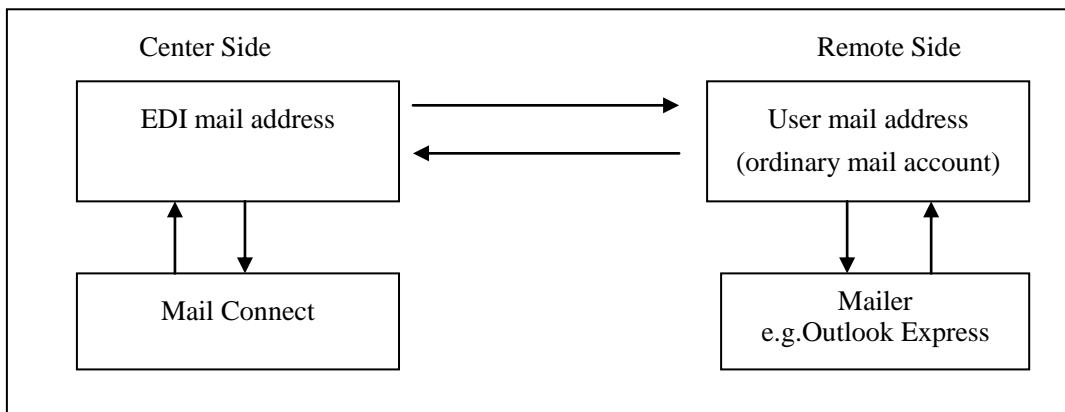 Center Side
Remote Side
EDI mail address
User mail address
(ordinary mail account)
Mail Connect
Mailer
e.g.Outlook Express